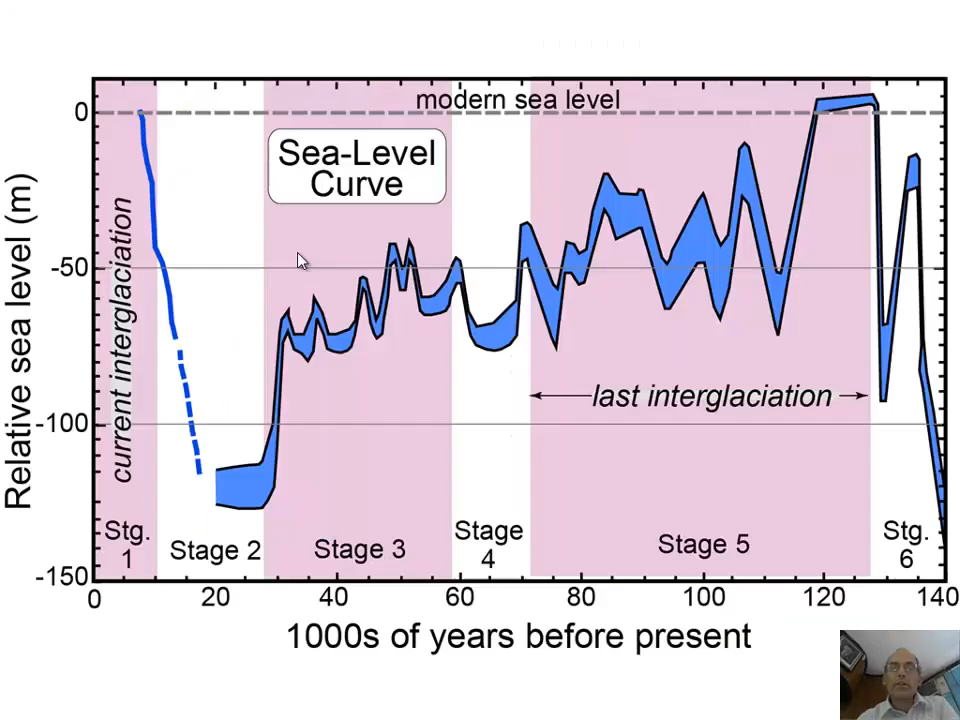 modern sea level
Sea-Level
Curve
Relative sea level (m)
0
-50
-100
-150
current interglaciation
last interglaciation
Stg.
1
Stage 2
Stage 3
Stage
4
Stage 5
Stg.
6
0 20 40 60 80 100 120 140
1000s of years before present